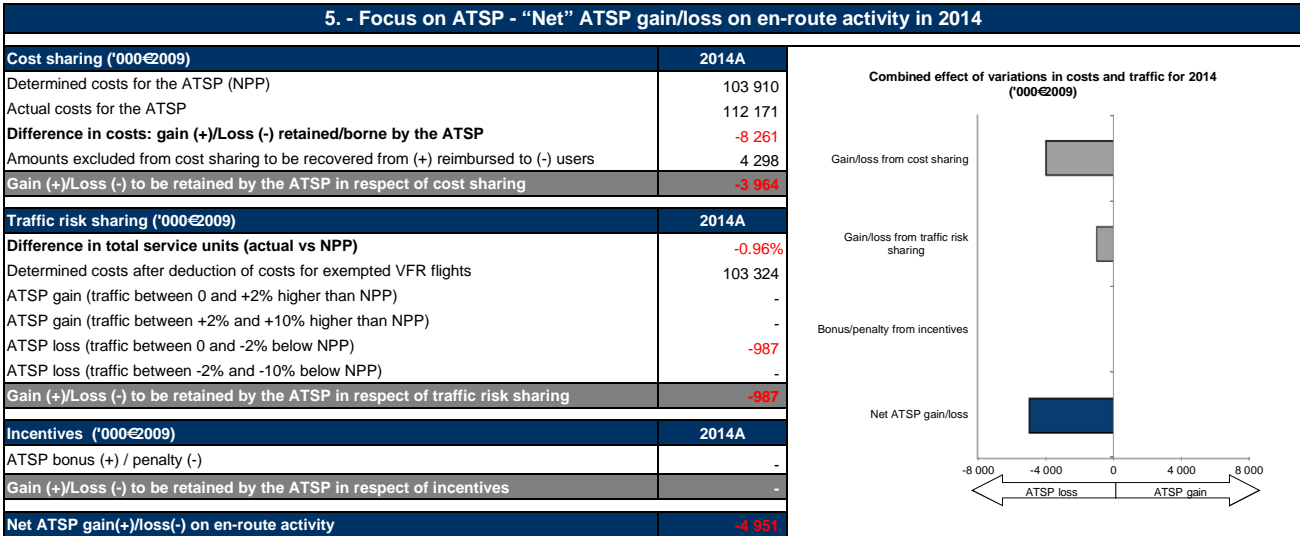 5. - Focus on ATSP - “Net” ATSP gain/loss on en-route activity in 2014
Cost sharing ('000€2009) 2014A
Determined costs for the ATSP (NPP) 103 910
Actual costs for the ATSP 112 171
Difference in costs: gain (+)/Loss (-) retained/borne by the ATSP -8 261
Amounts excluded from cost sharing to be recovered from (+) reimbursed to (-) users 4 298
Gain (+)/Loss (-) to be retained by the ATSP in respect of cost sharing -3 964
Traffic risk sharing ('000€2009) 2014A
Difference in total service units (actual vs NPP) -0.96%
Determined costs after deduction of costs for exempted VFR flights 103 324
ATSP gain (traffic between 0 and +2% higher than NPP) -
ATSP gain (traffic between +2% and +10% higher than NPP) -
ATSP loss (traffic between 0 and -2% below NPP) -987
ATSP loss (traffic between -2% and -10% below NPP) -
Gain (+)/Loss (-) to be retained by the ATSP in respect of traffic risk sharing -987
Incentives ('000€2009) 2014A
ATSP bonus (+) / penalty (-) -
Gain (+)/Loss (-) to be retained by the ATSP in respect of incentives -
Net ATSP gain(+)/loss(-) on en-route activity -4 951
Combined effect of variations in costs and traffic for 2014
('000€2009)
Gain/loss from cost sharing
Gain/loss from traffic risk
sharing
Bonus/penalty from incentives
Net ATSP gain/loss
-8 000 -4 000 0 4 000 8 000
ATSP loss ATSP gain